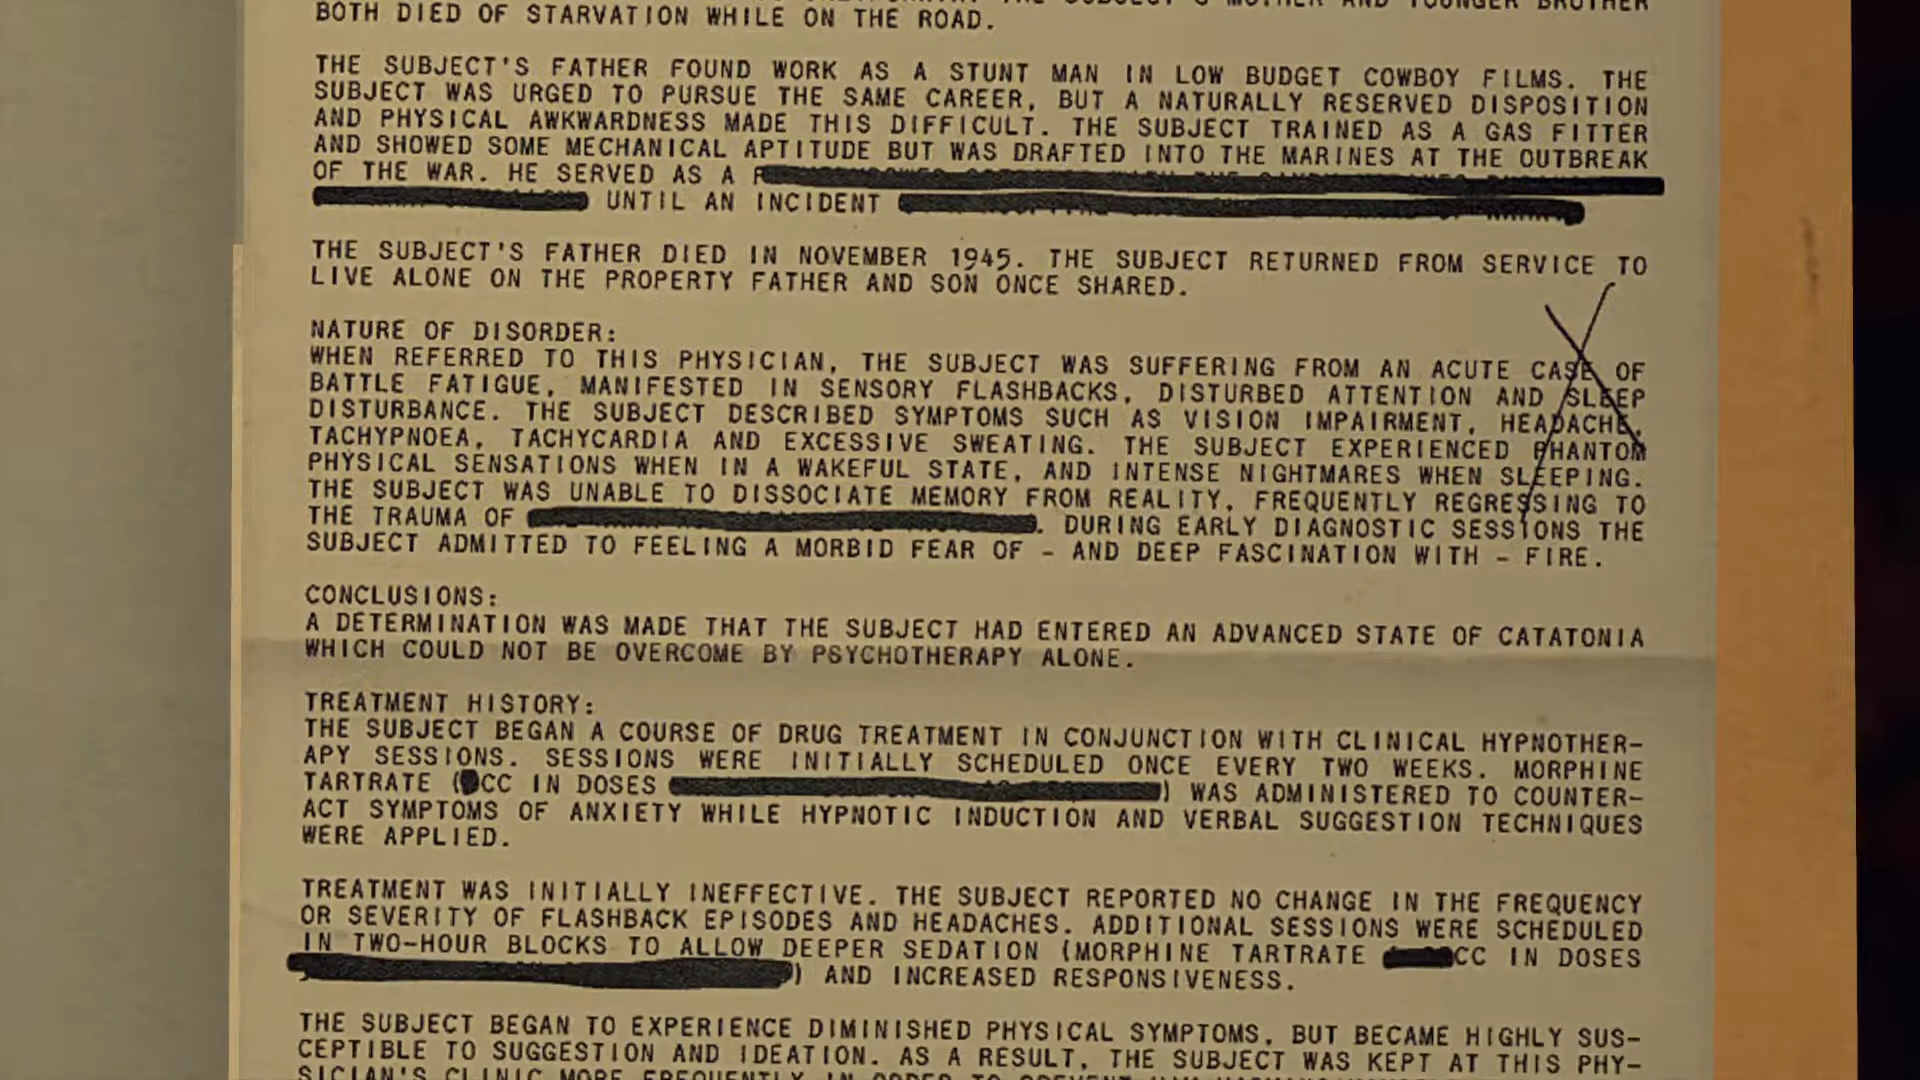 MOTHER AND YOUNGER BROTHER
BOTH DIED OF STARVATION WHILE ON THE ROAD.
THE SUBJECT'S FATHER FOUND WORK AS A STUNT MAN IN LOW BUDGET COWBOY FILMS. THE
SUBJECT WAS URGED TO PURSUE THE SAME CAREER, BUT A NATURALLY RESERVED DISPOSITION
AND PHYSICAL AWKWARDNESS MADE THIS DIFFICULT. THE SUBJECT TRAINED AS A GAS FITTER
AND SHOWED SOME MECHANICAL APTITUDE BUT WAS DRAFTED INTO THE MARINES AT THE OUTBREAK
OF THE WAR. HE SERVED AS A
UNTIL AN INCIDENT
THE SUBJECT'S FATHER DIED IN NOVEMBER 1945. THE SUBJECT RETURNED FROM SERVICE TO
LIVE ALONE ON THE PROPERTY FATHER AND SON ONCE SHARED.
NATURE OF DISORDER:
WHEN REFERRED TO THIS PHYSICIAN, THE SUBJECT WAS SUFFERING FROM AN ACUTE CASE OF
BATTLE FATIGUE, MANIFESTED IN SENSORY FLASHBACKS, DISTURBED ATTENTION AND SLEEP
DISTURBANCE. THE SUBJECT DESCRIBED SYMPTOMS SUCH AS VISION IMPAIRMENT, HEADACHE,
TACHYPNOEA, TACHYCARDIA AND EXCESSIVE SWEATING. THE SUBJECT EXPERIENCED PHANTOM
PHYSICAL SENSATIONS WHEN IN A WAKEFUL STATE, AND INTENSE NIGHTMARES WHEN SLEEPING.
THE SUBJECT WAS UNABLE TO DISSOCIATE MEMORY FROM REALITY, FREQUENTLY REGRESSING TO
THE TRAUMA OF . DURING EARLY DIAGNOSTIC SESSIONS THE
SUBJECT ADMITTED TO FEELING A MORBID FEAR OF - AND DEEP FASCINATION WITH - FIRE.
CONCLUSIONS:
A DETERMINATION WAS MADE THAT THE SUBJECT HAD ENTERED AN ADVANCED STATE OF CATATONIA
WHICH COULD NOT BE OVERCOME BY PSYCHOTHERAPY ALONE.
TREATMENT HISTORY:
THE SUBJECT BEGAN A COURSE OF DRUG TREATMENT IN CONJUNCTION WITH CLINICAL HYPNOTHER-
APY SESSIONS. SESSIONS WERE INITIALLY SCHEDULED ONCE EVERY TWO WEEKS. MORPHINE
TARTRATE ( CC IN DOSES ) WAS ADMINISTERED TO COUNTER-
ACT SYMPTOMS OF ANXIETY WHILE HYPNOTIC INDUCTION AND VERBAL SUGGESTION TECHNIQUES
WERE APPLIED.
TREATMENT WAS INITIALLY INEFFECTIVE. THE SUBJECT REPORTED NO CHANGE IN THE FREQUENCY
OR SEVERITY OF FLASHBACK EPISODES AND HEADACHES. ADDITIONAL SESSIONS WERE SCHEDULED
IN TWO-HOUR BLOCKS TO ALLOW DEEPER SEDATION (MORPHINE TARTRATE CC IN DOSES
) AND INCREASED RESPONSIVENESS.
THE SUBJECT BEGAN TO EXPERIENCE DIMINISHED PHYSICAL SYMPTOMS, BUT BECAME HIGHLY SUS-
CEPTIBLE TO SUGGESTION AND IDEATION. AS A RESULT, THE SUBJECT WAS KEPT AT THIS PHY-
SICIAN'S CLINIC MORE FREQUENTLY